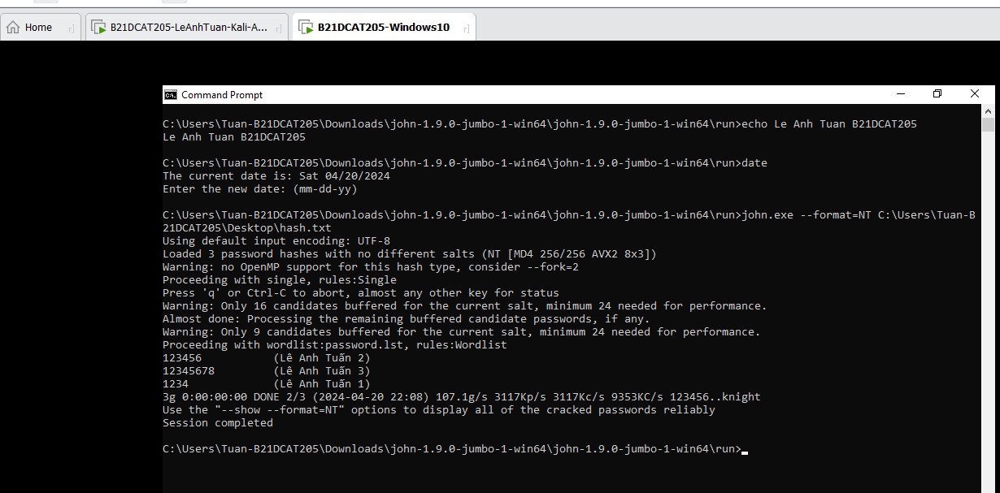 Home
B21DCAT205-LeAnhTuan-Kali-A...
B21DCAT205-Windows10
Command Prompt
C:\Users\Tuan-B21DCAT205\Downloads\john-1.9.0-jumbo-1-win64\john-1.9.0-jumbo-1-win64\run>echo Le Anh Tuan B21DCAT205
Le Anh Tuan B21DCAT205
C:\Users\Tuan-B21DCAT205\Downloads\john-1.9.0-jumbo-1-win64\john-1.9.0-jumbo-1-win64\run>date
The current date is: Sat 04/20/2024
Enter the new date: (mm-dd-yy)
C:\Users\Tuan-B21DCAT205\Downloads\john-1.9.0-jumbo-1-win64\john-1.9.0-jumbo-1-win64\run>john.exe --format=NT C:\Users\Tuan-B
21DCAT205\Desktop\hash.txt
Using default input encoding: UTF-8
Loaded 3 password hashes with no different salts (NT [MD4 256/256 AVX2 8x3])
Warning: no OpenMP support for this hash type, consider --fork=2
Proceeding with single, rules:Single
Press 'q' or Ctrl-C to abort, almost any other key for status
Warning: Only 16 candidates buffered for the current salt, minimum 24 needed for performance.
Almost done: Processing the remaining buffered candidate passwords, if any.
Warning: Only 9 candidates buffered for the current salt, minimum 24 needed for performance.
Proceeding with wordlist:password.lst, rules:Wordlist
123456           (Lê Anh Tuấn 2)
12345678         (Lê Anh Tuấn 3)
1234             (Lê Anh Tuấn 1)
3g 0:00:00:00 DONE 2/3 (2024-04-20 22:08) 107.1g/s 3117Kp/s 3117Kc/s 9353KC/s 123456..knight
Use the "--show --format=NT" options to display all of the cracked passwords reliably
Session completed
C:\Users\Tuan-B21DCAT205\Downloads\john-1.9.0-jumbo-1-win64\john-1.9.0-jumbo-1-win64\run>